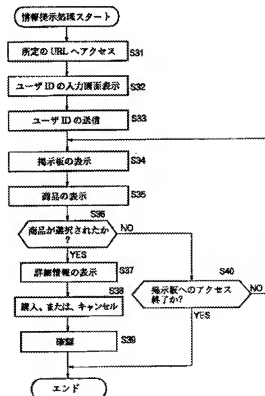 情報提示処理スタート
所定のURLへアクセス S31
ユーザIDの入力画面表示 S32
ユーザIDの送信 S33
掲示板の表示 S34
商品の表示 S35
S36
商品が選択されたか
?
NO
YES
詳細情報の表示 S37
S38
購入、または、キャンセル
確認 S39
S40
掲示板へのアクセス
終了か?
NO
YES
エンド